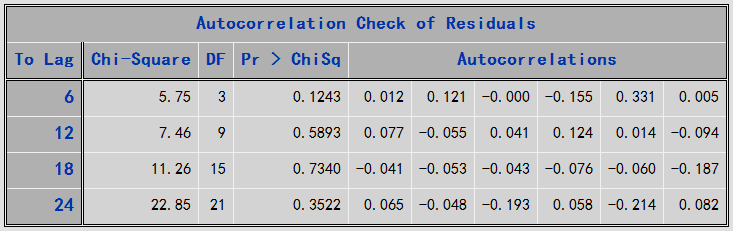 Autocorrelation Check of Residuals
To Lag Chi-Square DF Pr > ChiSq Autocorrelations
6 5.75 3 0.1243 0.012 0.121 -0.000 -0.155 0.331 0.005
12 7.46 9 0.5893 0.077 -0.055 0.041 0.124 0.014 -0.094
18 11.26 15 0.7340 -0.041 -0.053 -0.043 -0.076 -0.060 -0.187
24 22.85 21 0.3522 0.065 -0.048 -0.193 0.058 -0.214 0.082